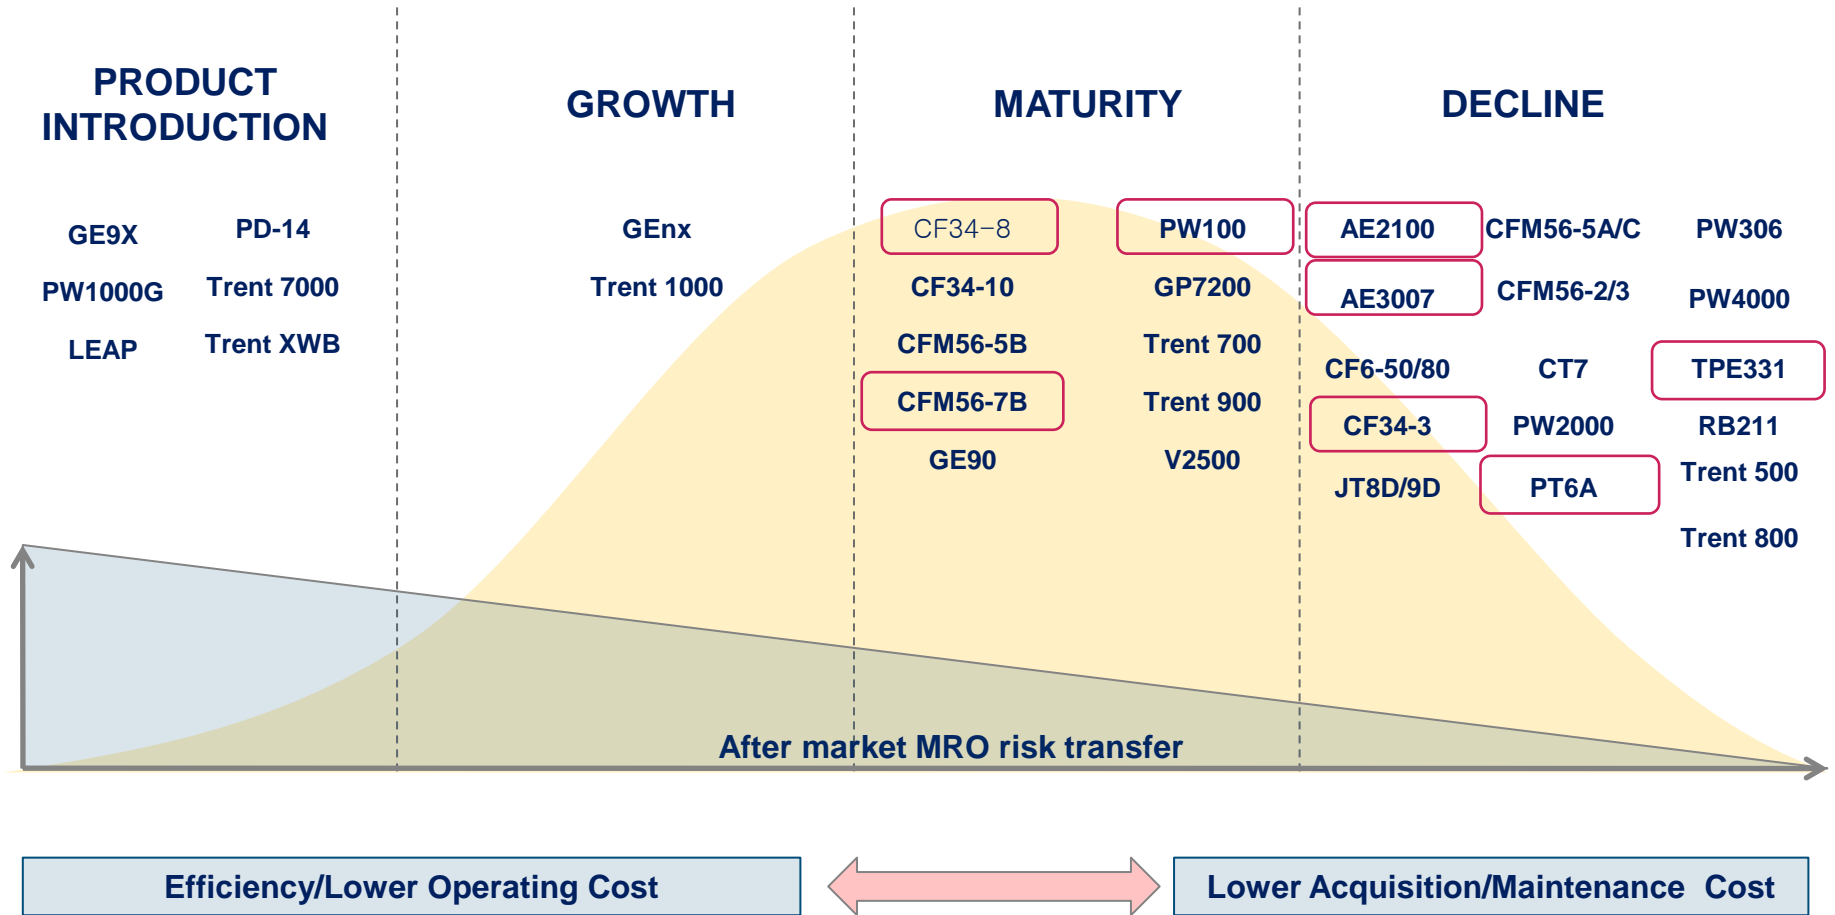 PRODUCT
INTRODUCTION
GROWTH
MATURITY
DECLINE
GE9X
PW1000G
LEAP
PD-14
Trent 7000
Trent XWB
GEnx
Trent 1000
CF34-8
CF34-10
CFM56-5B
CFM56-7B
GE90
PW100
GP7200
Trent 700
Trent 900
V2500
AE2100
AE3007
CF6-50/80
CF34-3
JT8D/9D
CFM56-5A/C
CFM56-2/3
CT7
PW2000
PT6A
PW306
PW4000
TPE331
RB211
Trent 500
Trent 800
After market MRO risk transfer
Efficiency/Lower Operating Cost
Lower Acquisition/Maintenance Cost